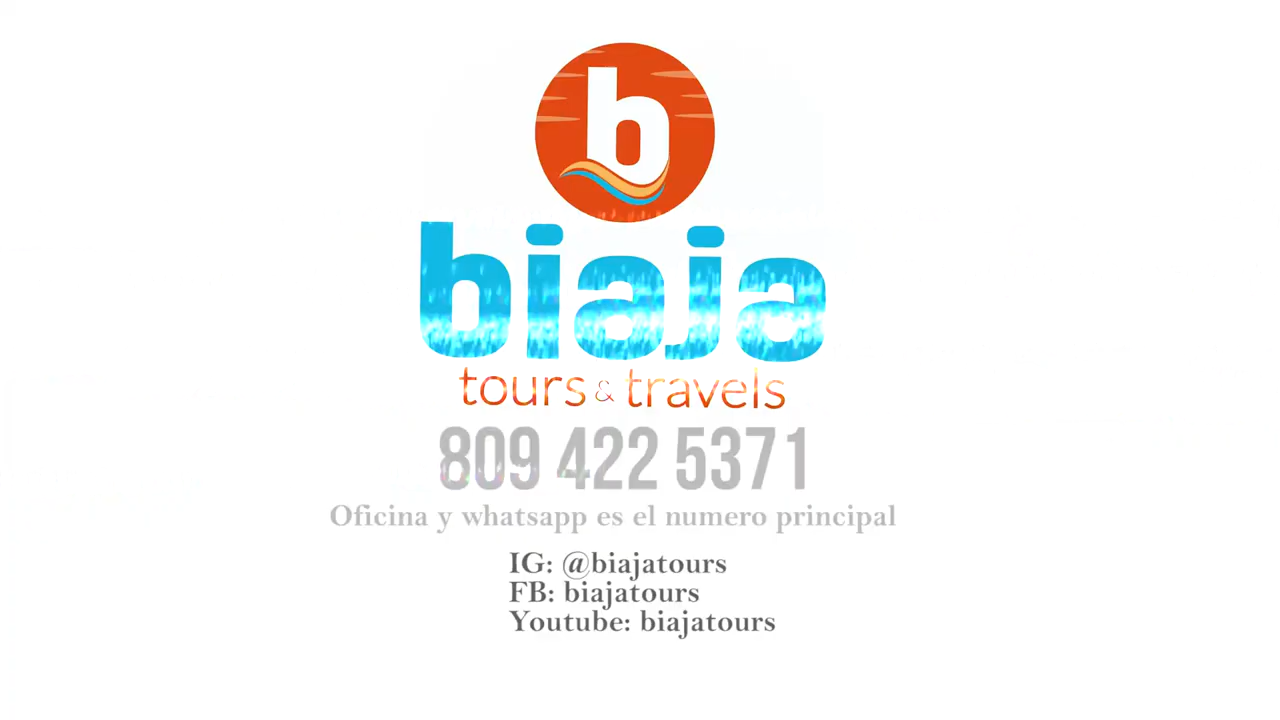 b
biaja
tours & travels
809 422 5371
Oficina y whatsapp es el numero principal
IG: @biajatours
FB: biajatours
Youtube: biajatours